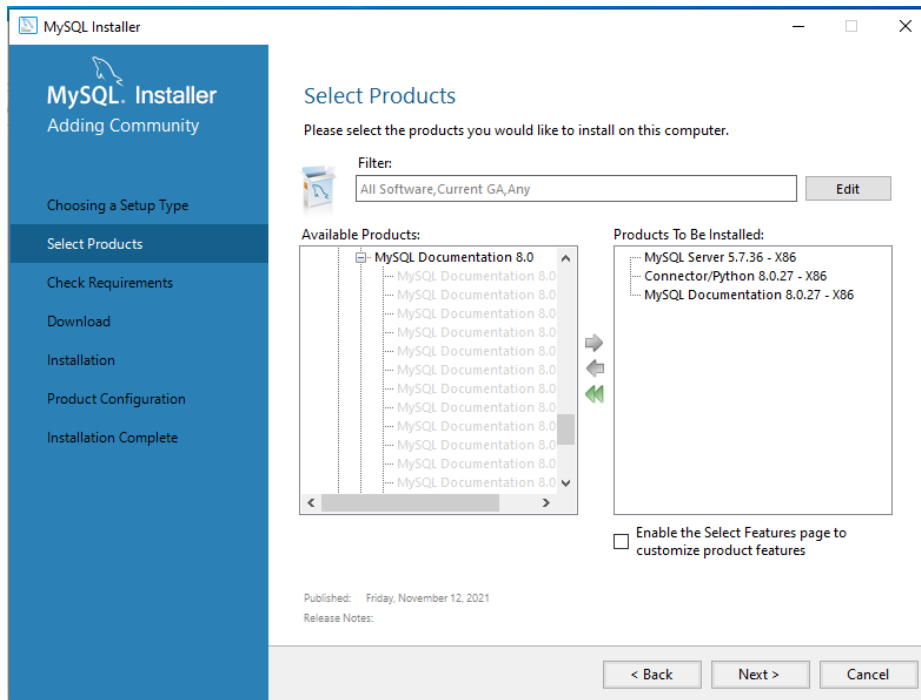 MySQL Installer
MySQL. Installer
Adding Community
Choosing a Setup Type
Select Products
Check Requirements
Download
Installation
Product Configuration
Installation Complete
Select Products
Please select the products you would like to install on this computer.
Filter:
All Software,Current GA,Any
Edit
Available Products:
MySQL Documentation 8.0
MySQL Documentation 8.0
MySQL Documentation 8.0
MySQL Documentation 8.0
MySQL Documentation 8.0
MySQL Documentation 8.0
MySQL Documentation 8.0
MySQL Documentation 8.0
MySQL Documentation 8.0
MySQL Documentation 8.0
MySQL Documentation 8.0
MySQL Documentation 8.0
MySQL Documentation 8.0
Products To Be Installed:
MySQL Server 5.7.36 - X86
Connector/Python 8.0.27 - X86
MySQL Documentation 8.0.27 - X86
Enable the Select Features page to
customize product features
Published: Friday, November 12, 2021
Release Notes:
< Back
Next >
Cancel